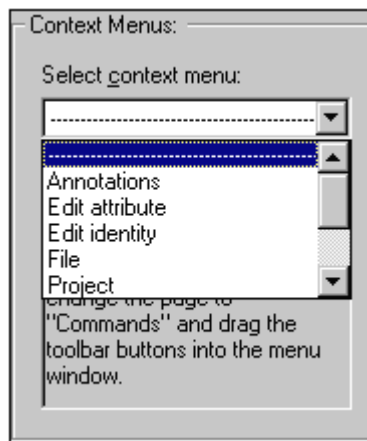 Context Menus:
Select context menu:
----------------------------------------------
----------------------------------------------
Annotations
Edit attribute
Edit identity
File
Project
change the page to
"Commands" and drag the
toolbar buttons into the menu
window.